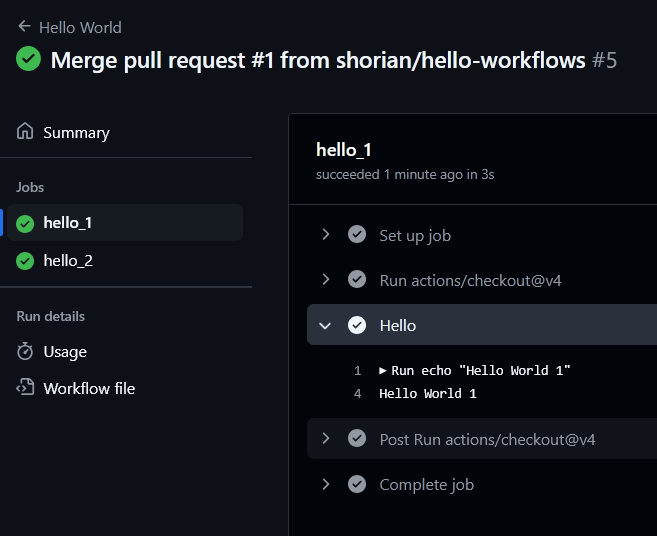 Hello World
Merge pull request #1 from shorian/hello-workflows #5
Summary
Jobs
hello_1
hello_2
Run details
Usage
Workflow file
hello_1
succeeded 1 minute ago in 3s
Set up job
Run actions/checkout@v4
Hello
1 Run echo "Hello World 1"
4 Hello World 1
Post Run actions/checkout@v4
Complete job